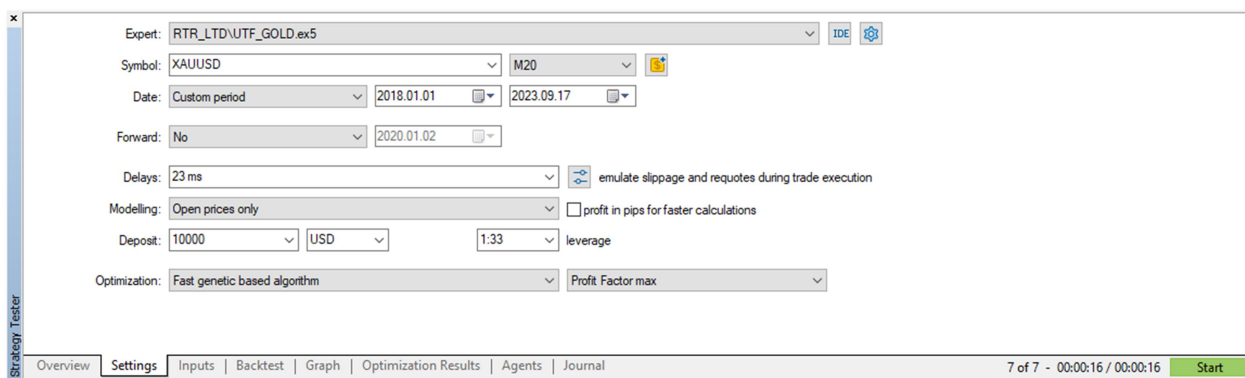 ×
Expert: RTR_LTD\UTF_GOLD.ex5 IDE
Symbol: XAUUSD M20
Date: Custom period 2018.01.01 2023.09.17
Forward: No 2020.01.02
Delays: 23 ms emulate slippage and requotes during trade execution
Modelling: Open prices only profit in pips for faster calculations
Deposit: 10000 USD 1:33 leverage
Optimization: Fast genetic based algorithm Profit Factor max
Strategy Tester
Overview Settings Inputs | Backtest | Graph | Optimization Results | Agents | Journal 7 of 7 - 00:00:16 / 00:00:16 Start